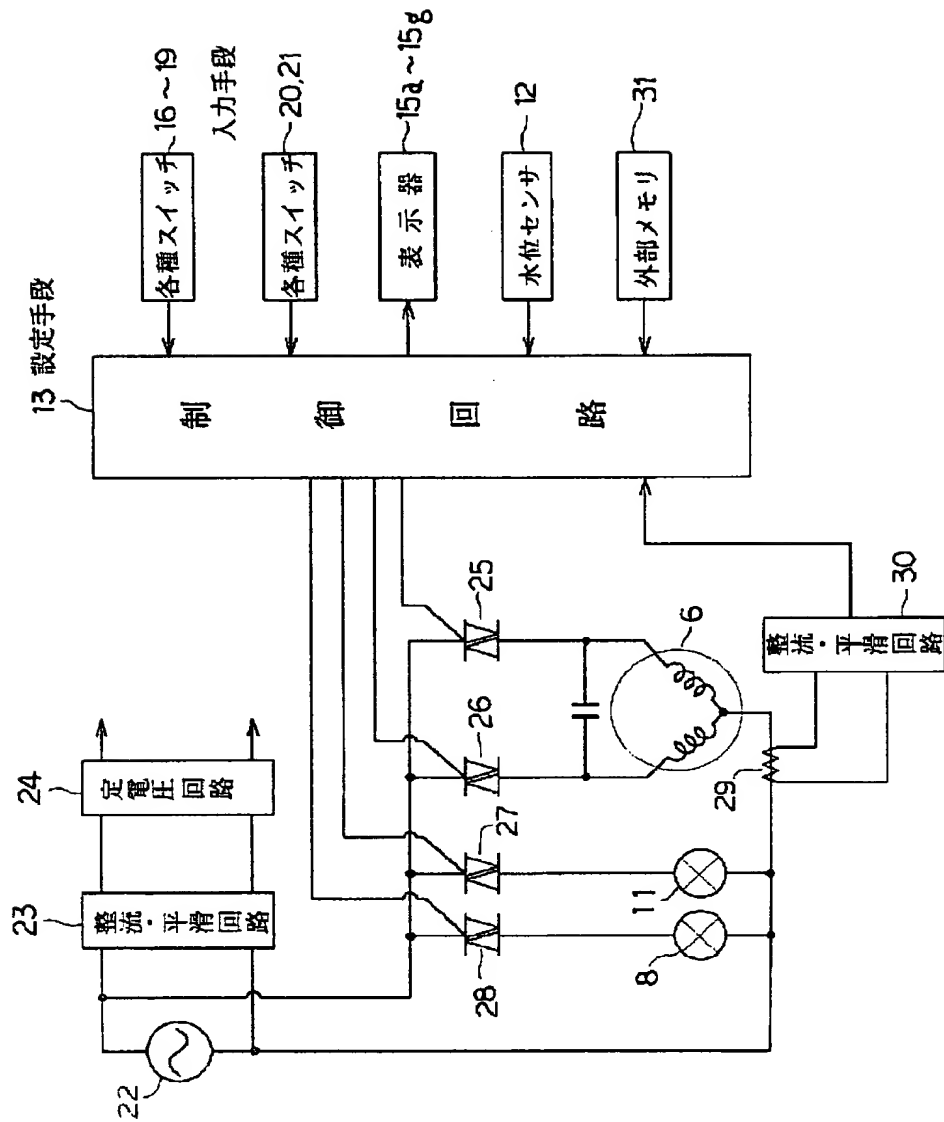 13 設定手段
制御回路
各種スイッチ
16～19
入力手段
各種スイッチ
20,21
表示器
15a～15g
水位センサ
12
外部メモリ
31
22
23
整流・平滑回路
24
定電圧回路
25
26
27
28
6
8
11
29
30
整流・平滑回路